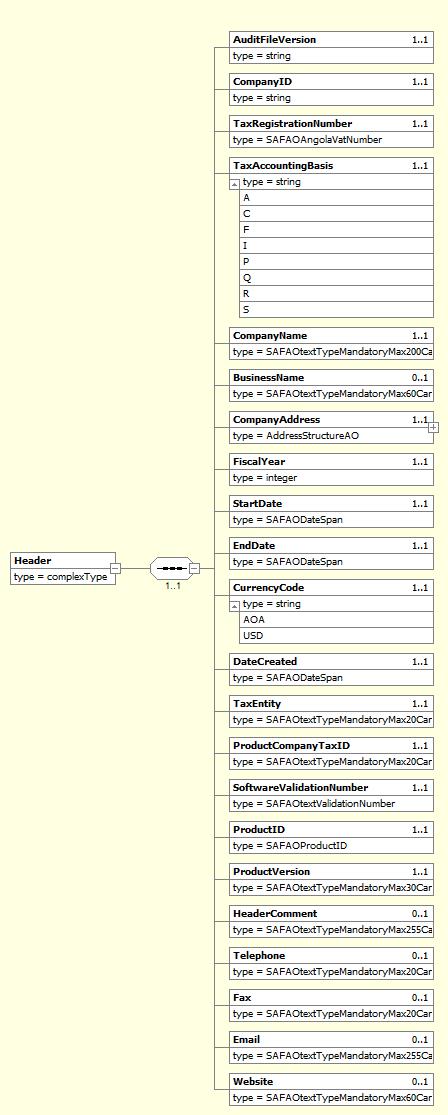 AuditFileVersion 1..1
type = string
CompanyID 1..1
type = string
TaxRegistrationNumber 1..1
type = SAFAOAngolaVatNumber
TaxAccountingBasis 1..1
type = string
A
C
F
I
P
Q
R
S
CompanyName 1..1
type = SAFAOtextTypeMandatoryMax200Ca
BusinessName 0..1
type = SAFAOtextTypeMandatoryMax60Car
CompanyAddress 1..1
type = AddressStructureAO
FiscalYear 1..1
type = integer
StartDate 1..1
type = SAFAODateSpan
EndDate 1..1
type = SAFAODateSpan
Header
type = complexType
1..1
CurrencyCode 1..1
type = string
AOA
USD
DateCreated 1..1
type = SAFAODateSpan
TaxEntity 1..1
type = SAFAOtextTypeMandatoryMax20Car
ProductCompanyTaxID 1..1
type = SAFAOtextTypeMandatoryMax20Car
SoftwareValidationNumber 1..1
type = SAFAOtextValidationNumber
ProductID 1..1
type = SAFAOProductID
ProductVersion 1..1
type = SAFAOtextTypeMandatoryMax30Car
HeaderComment 0..1
type = SAFAOtextTypeMandatoryMax255Ca
Telephone 0..1
type = SAFAOtextTypeMandatoryMax20Car
Fax 0..1
type = SAFAOtextTypeMandatoryMax20Car
Email 0..1
type = SAFAOtextTypeMandatoryMax255Ca
Website 0..1
type = SAFAOtextTypeMandatoryMax60Car